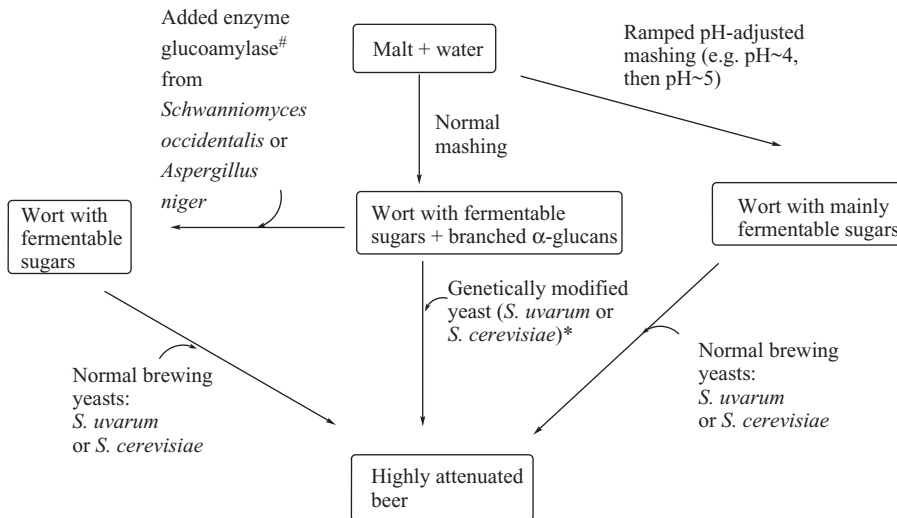 Added enzyme
glucoamylase#
from
Schwanniomyces
occidentalis or
Aspergillus
niger
Malt + water
Ramped pH-adjusted
mashing (e.g. pH~4,
then pH~5)
Normal
mashing
Wort with
fermentable
sugars
Wort with fermentable
sugars + branched α-glucans
Wort with mainly
fermentable sugars
Genetically modified
yeast (S. uvarum or
S. cerevisiae)*
Normal brewing
yeasts:
S. uvarum
or S. cerevisiae
Normal brewing
yeasts:
S. uvarum
or S. cerevisiae
Highly attenuated
beer